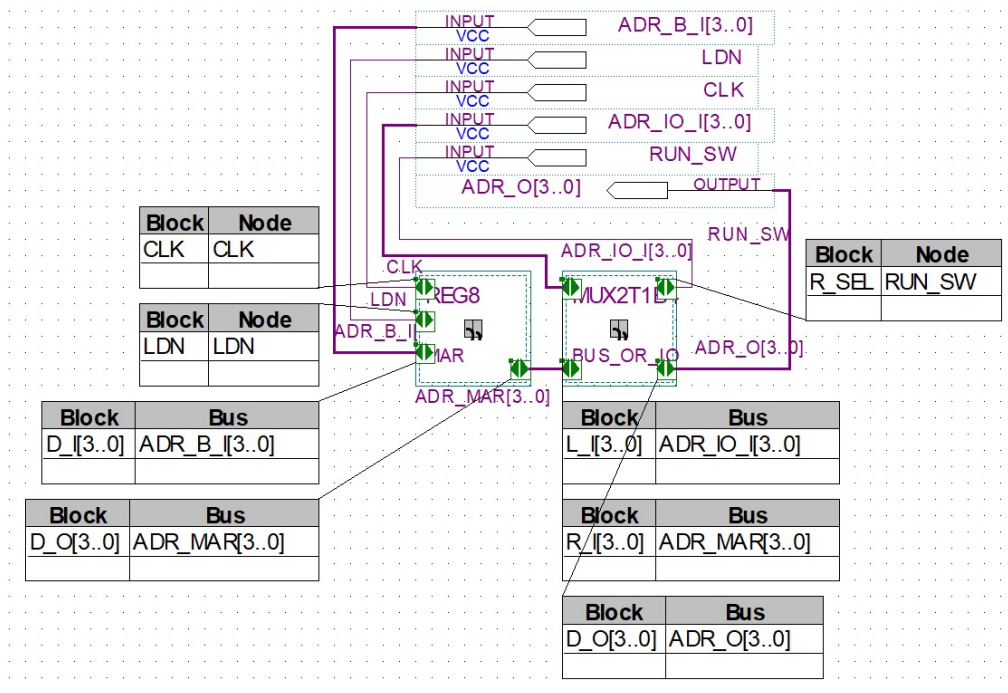 INPUT
VCC
ADR_B_I[3..0]
INPUT
VCC
LDN
INPUT
VCC
CLK
INPUT
VCC
ADR_IO_I[3..0]
INPUT
VCC
RUN_SW
ADR_O[3..0]
OUTPUT
Block Node
CLK CLK
Block Node
LDN LDN
RUN_SW
ADR_IO_I[3..0]
Block Node
R_SEL RUN_SW
CLK
LDN
ADR_B_I[
REG8
MAR
ADR_MAR[3..0]
BUS_OR_IO
ADR_O[3..0]
Block Bus
D_I[3..0] ADR_B_I[3..0]
Block Bus
D_O[3..0] ADR_MAR[3..0]
Block Bus
L_I[3..0] ADR_IO_I[3..0]
Block Bus
R_I[3..0] ADR_MAR[3..0]
Block Bus
D_O[3..0] ADR_O[3..0]